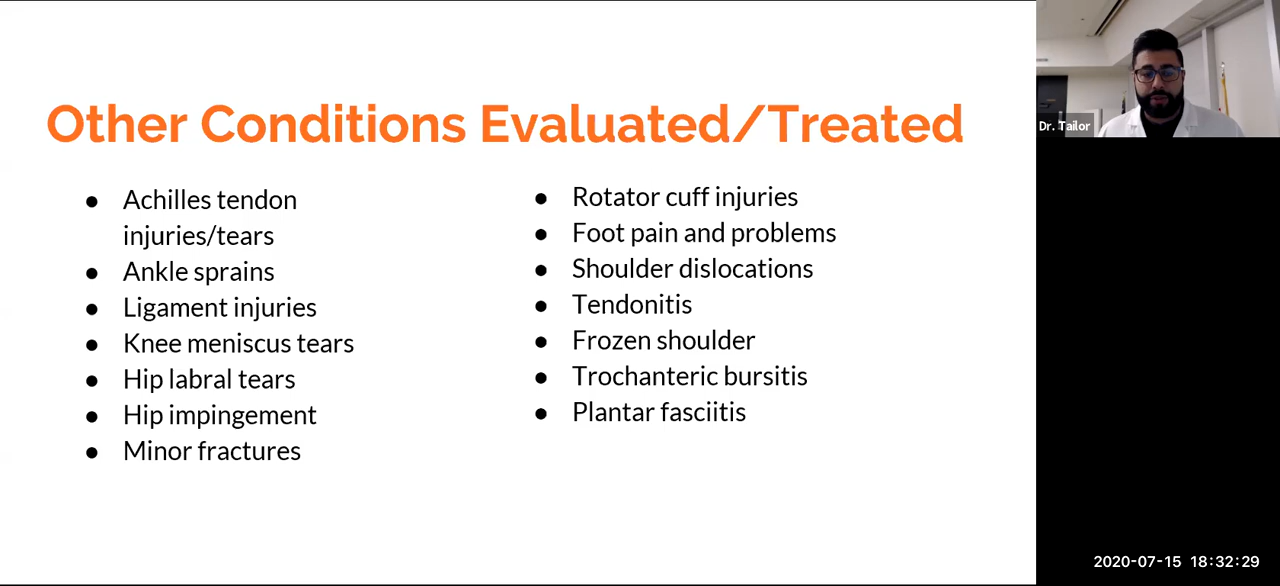 Other Conditions Evaluated/Treated
● Achilles tendon
injuries/tears
● Ankle sprains
● Ligament injuries
● Knee meniscus tears
● Hip labral tears
● Hip impingement
● Minor fractures
● Rotator cuff injuries
● Foot pain and problems
● Shoulder dislocations
● Tendonitis
● Frozen shoulder
● Trochanteric bursitis
● Plantar fasciitis
Dr. Tailor
2020-07-15 18:32:29